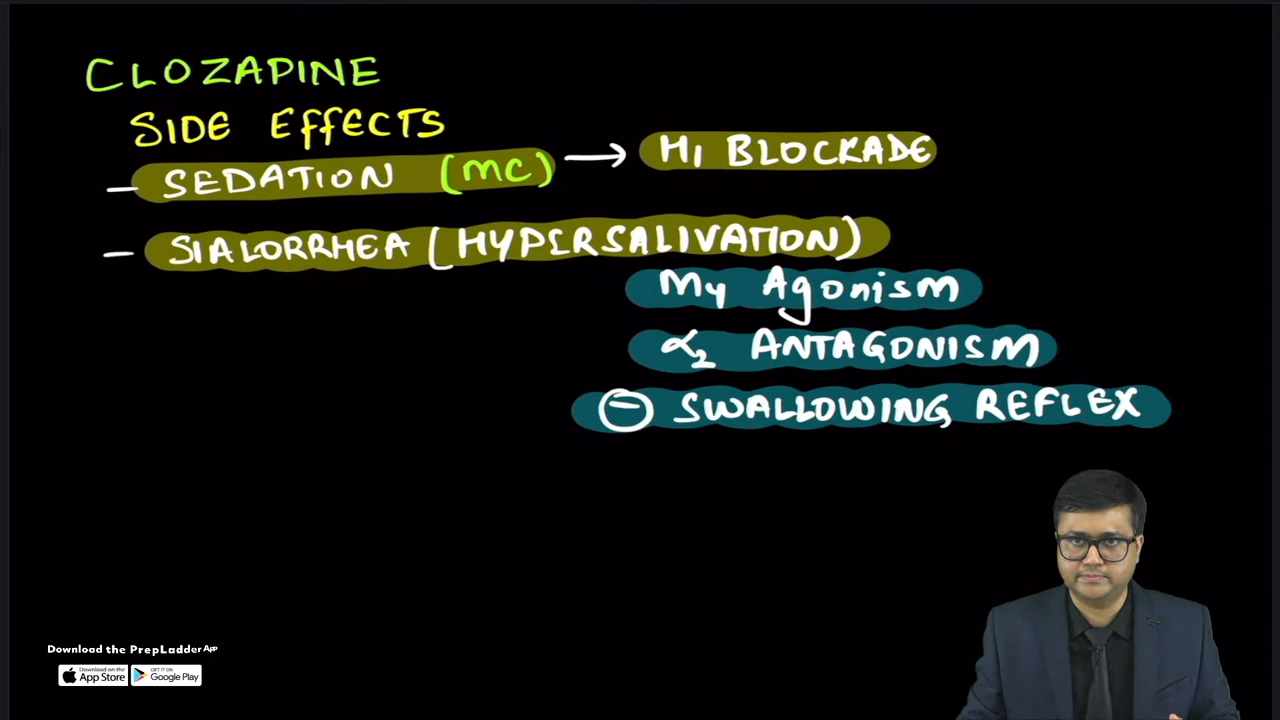 CLOZAPINE
SIDE EFFECTS
- SEDATION (MC) → H1 BLOCKADE
- SIALORRHEA (HYPERSALIVATION)
M4 Agonism
α2 ANTAGONISM
⊖ SWALLOWING REFLEX
Download the PrepLadder App
Download on the App Store
GET IT ON Google Play